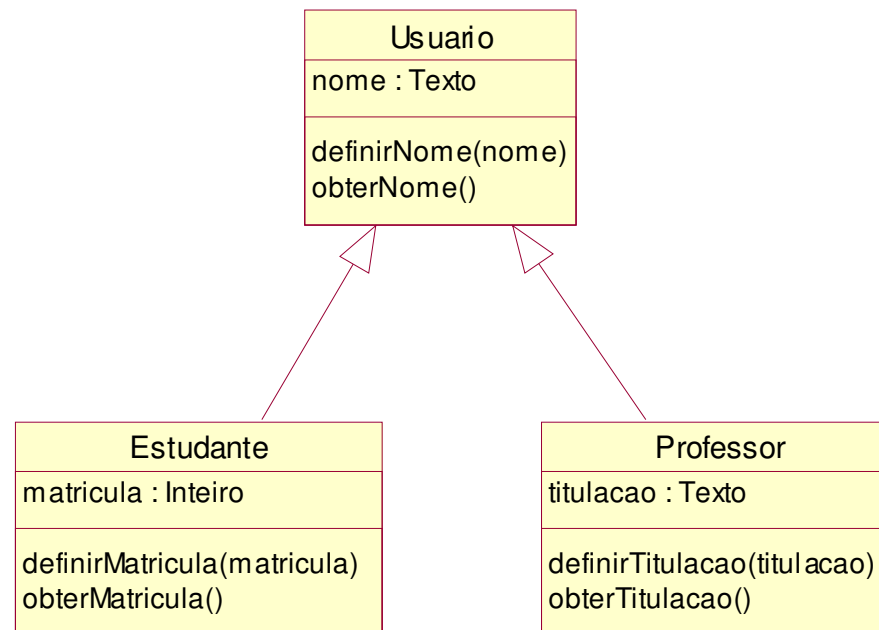 Usuario
nome : Texto
definirNome(nome)
obterNome()
Estudante
matricula : Inteiro
definirMatricula(matricula)
obterMatricula()
Professor
titulacao : Texto
definirTitulacao(titulacao)
obterTitulacao()